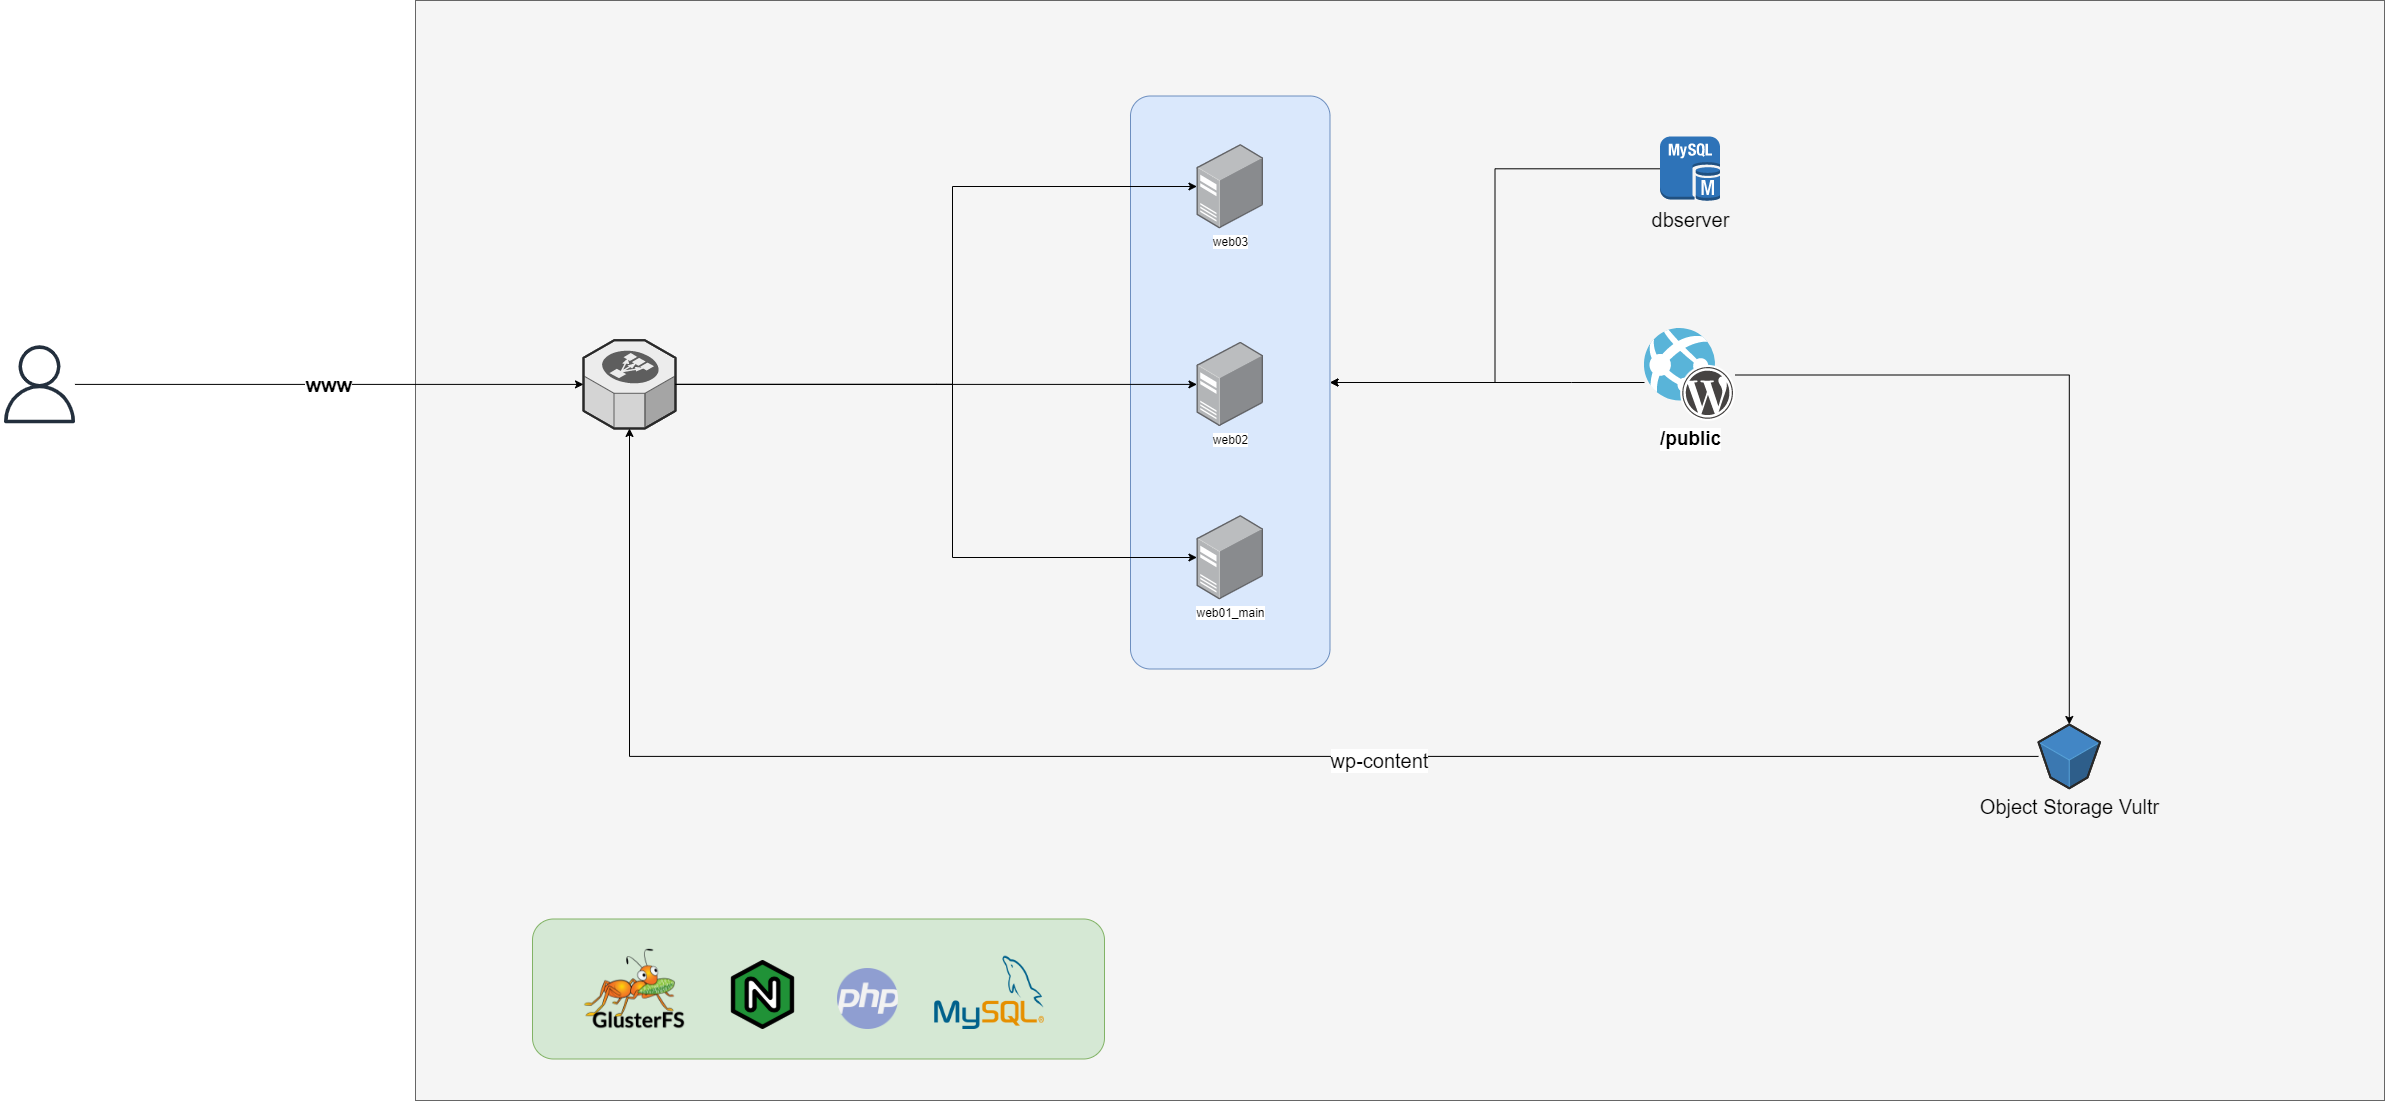 www
web03
web02
web01_main
MySQL
M
dbserver
W
/public
wp-content
Object Storage Vultr
GlusterFS
N
php
MySQL®